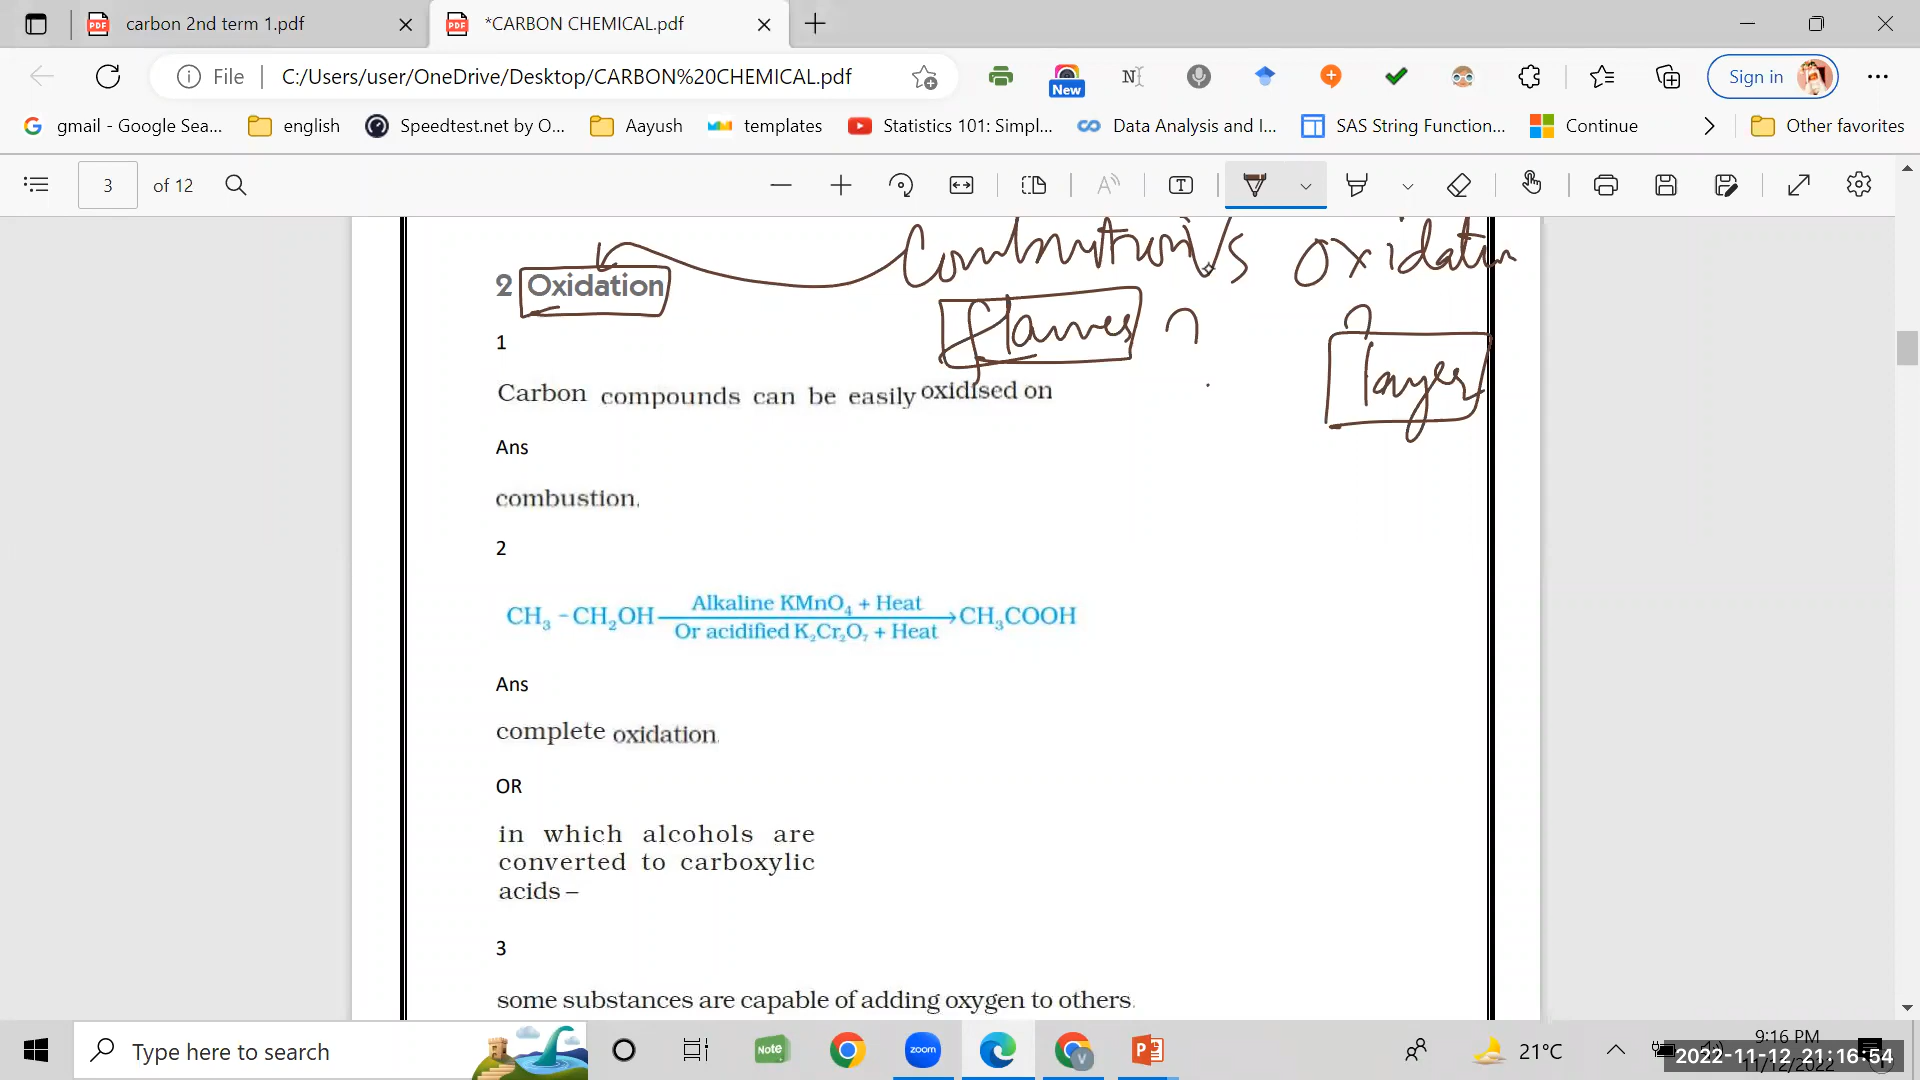 carbon 2nd term 1.pdf
*CARBON CHEMICAL.pdf
File C:/Users/user/OneDrive/Desktop/CARBON%20CHEMICAL.pdf
New
Sign in
gmail - Google Sea... english Speedtest.net by O... Aayush templates Statistics 101: Simpl... Data Analysis and I... SAS String Function... Continue Other favorites
3 of 12
Combustion v/s Oxidation
2 Oxidation
flames
layer
1
Carbon compounds can be easily oxidised on
Ans
combustion.
2
CH₃ – CH₂OH Alkaline KMnO₄ + Heat Or acidified K₂Cr₂O₇ + Heat → CH₃COOH
Ans
complete oxidation.
OR
in which alcohols are
converted to carboxylic
acids –
3
some substances are capable of adding oxygen to others.
Type here to search
Note
zoom
21°C
9:16 PM
11/12/2022
2022-11-12 21:16:54